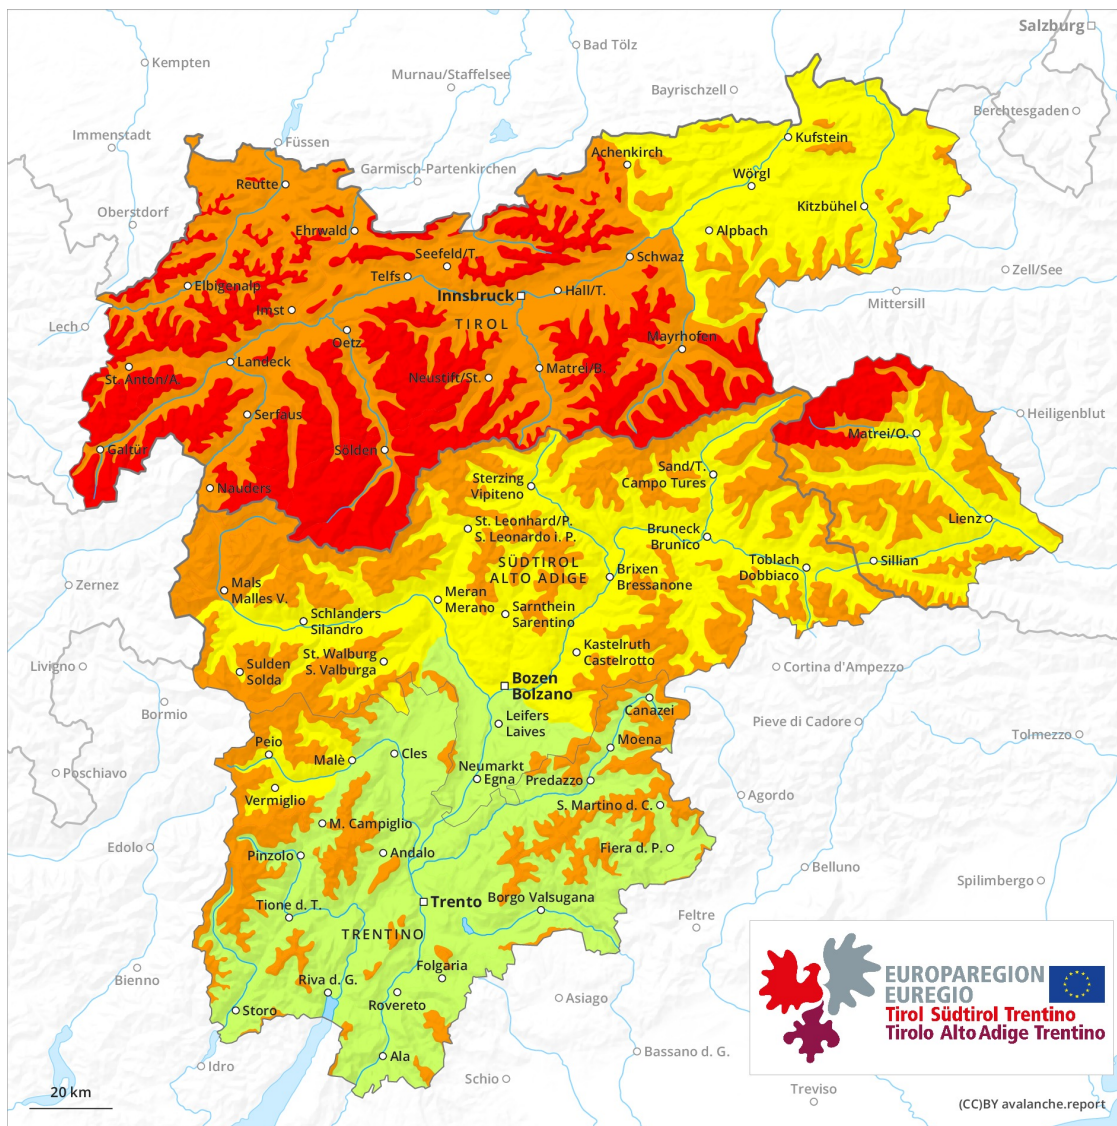 Salzburg
Bad Tölz
Kempten
Murnau/Staffelsee
Bayrischzell
Berchtesgaden
Immenstadt
Füssen
Kufstein
Achenkirch
Garmisch-Partenkirchen
Wörgl
Reutte
Oberstdorf
Kitzbühel
Ehrwald
Alpbach
Seefeld/T.
Schwaz
Zell/See
Telfs
Elbigenalp
Hall/T.
Innsbruck
Mittersill
Imst
TIROL
Lech
Oetz
Mayrhofen
Landeck
Matrei/B.
St. Anton/A.
Neustift/St.
Serfaus
Heiligenblut
Matrei/O.
Galtür
Sölden
Sand/T.
Campo Tures
Sterzing
Vipiteno
Nauders
St. Leonhard/P.
S. Leonardo i. P.
Lienz
Bruneck
Brunico
SÜDTIROL
ALTO ADIGE
Toblach
Dobbiaco
Sillian
Brixen
Bressanone
Zernez
Mals
Malles V.
Meran
Merano
Sarnthein
Sarentino
Schlanders
Silandro
Kastelruth
Castelrotto
St. Walburg
S. Valburga
Livigno
Sulden
Solda
Cortina d'Ampezzo
Bozen
Bolzano
Canazei
Bormio
Leifers
Laives
Pieve di Cadore
Tolmezzo
Peio
Moena
Malè
Cles
Poschiavo
Neumarkt
Egna
Predazzo
Vermiglio
Agordo
S. Martino d. C.
M. Campiglio
Edolo
Pinzolo
Andalo
Fiera d. P.
Belluno
Spilimbergo
Trento
Borgo Valsugana
Tione d. T.
Feltre
TRENTINO
Bienno
Folgaria
Riva d. G.
Rovereto
Asiago
Storo
EUROPAREGION
EUREGIO
Tirol Südtirol Trentino
Tirolo Alto Adige Trentino
Bassano d. G.
Ala
Idro
Schio
Treviso
20 km
(CC)BY avalanche.report